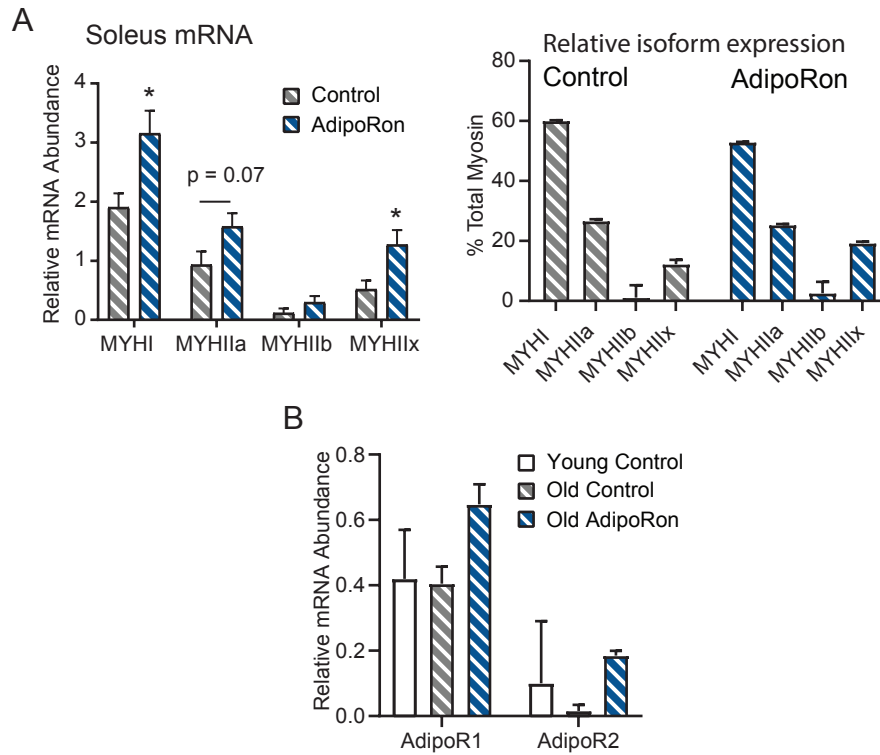 A
Soleus mRNA
Relative mRNA Abundance
4
3
2
1
0
*
p = 0.07
*
Control
AdipoRon
MYHI
MYHIIa
MYHIIb
MYHIIx
Relative isoform expression
Control
AdipoRon
% Total Myosin
80
60
40
20
0
MYHI
MYHIIa
MYHIIb
MYHIIx
MYHI
MYHIIa
MYHIIb
MYHIIx
B
Relative mRNA Abundance
0.8
0.6
0.4
0.2
0.0
Young Control
Old Control
Old AdipoRon
AdipoR1
AdipoR2